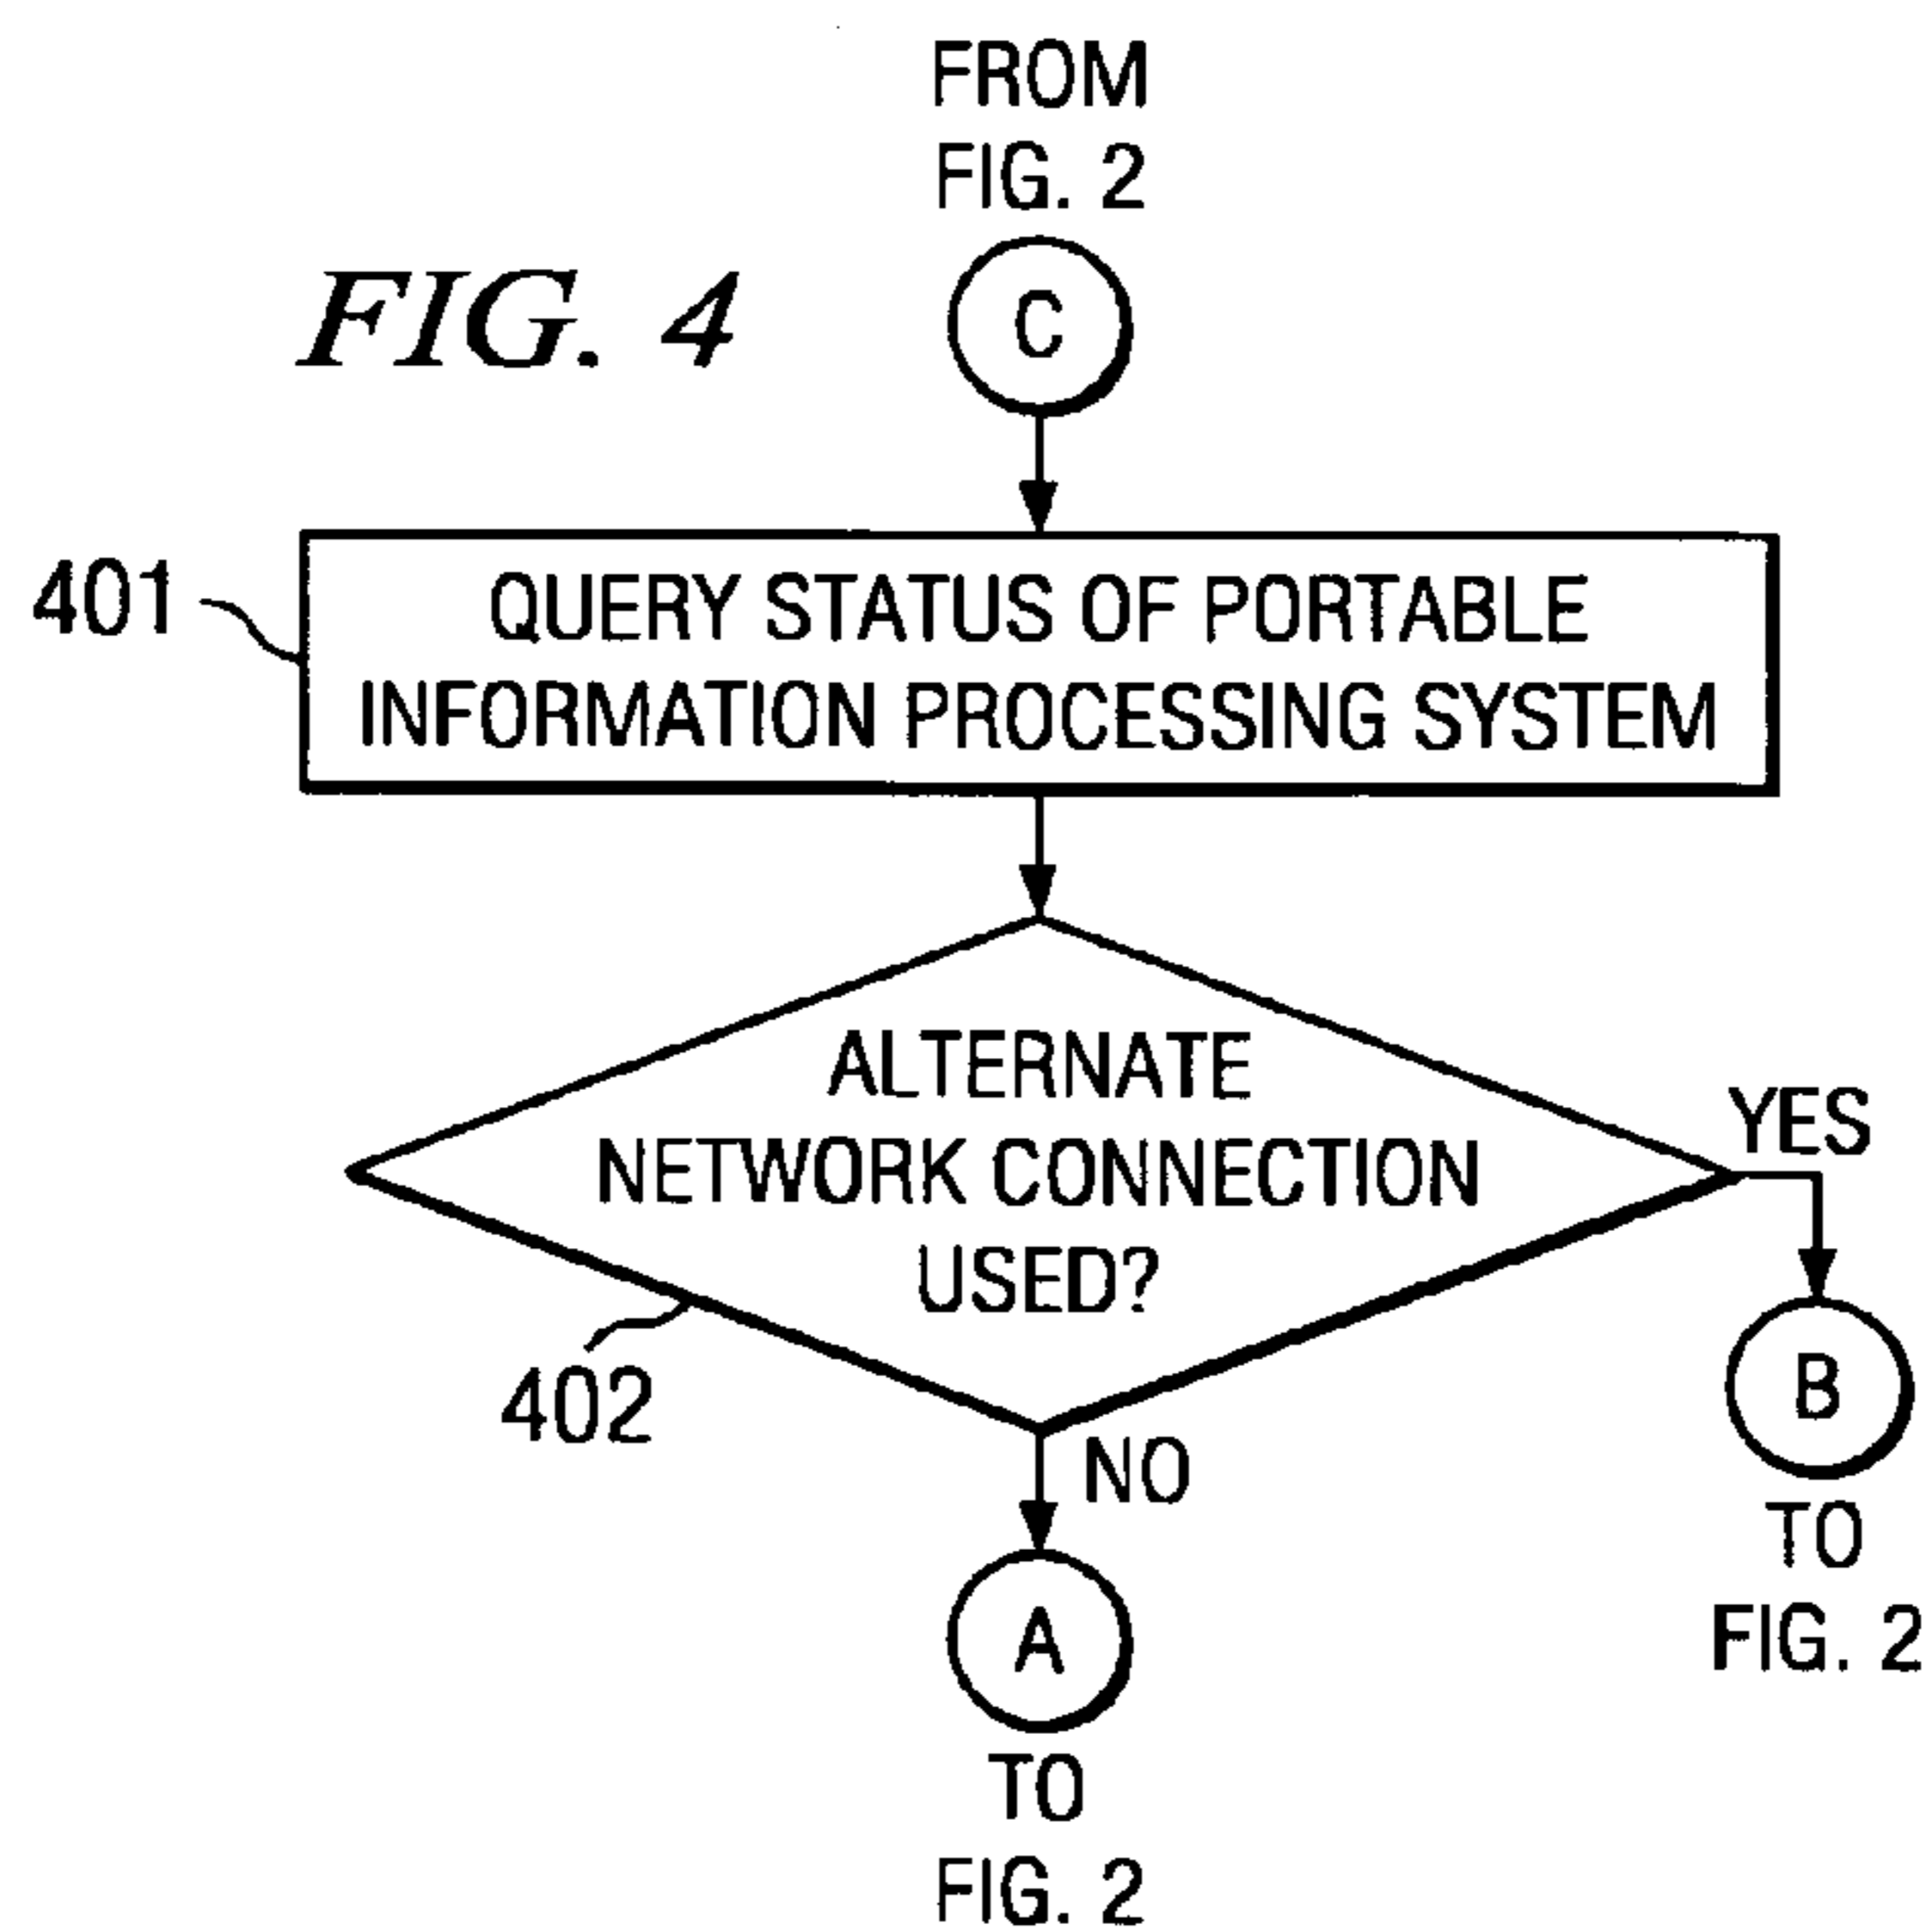 FROM
FIG. 2
FIG. 4
C
401
QUERY STATUS OF PORTABLE
INFORMATION PROCESSING SYSTEM
ALTERNATE
NETWORK CONNECTION
USED?
YES
402
NO
B
TO
FIG. 2
A
TO
FIG. 2